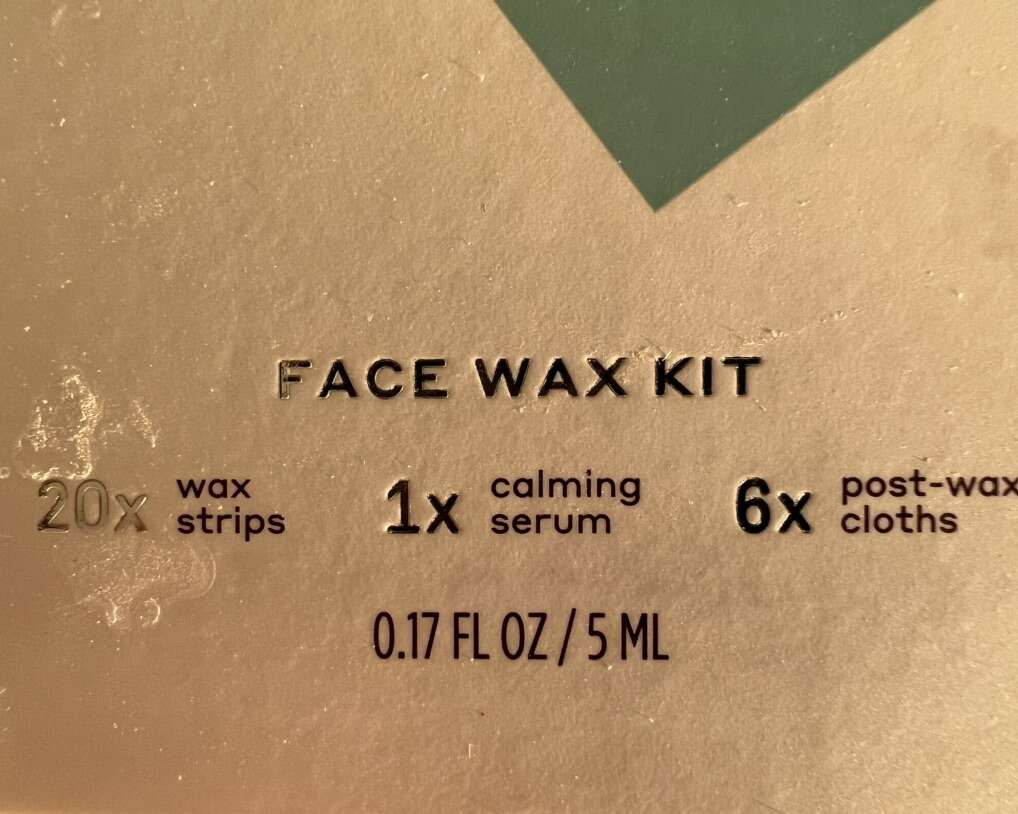 FACE WAX KIT
20x wax strips
1x calming serum
6x post-wax cloths
0.17 FL OZ / 5 ML